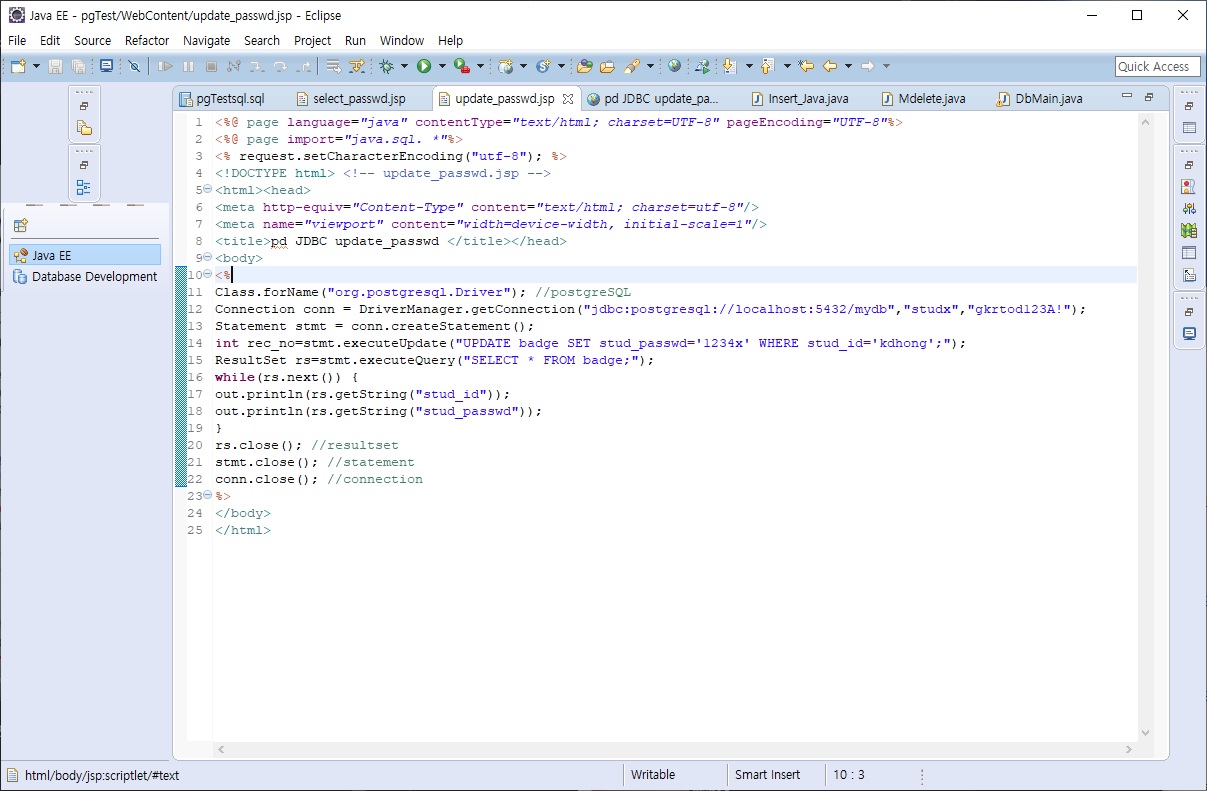 Java EE - pgTest/WebContent/update_passwd.jsp - Eclipse
File Edit Source Refactor Navigate Search Project Run Window Help
Quick Access
pgTestsql.sql select_passwd.jsp update_passwd.jsp pd JDBC update_pa... Insert_Java.java Mdelete.java DbMain.java
1 <%@ page language="java" contentType="text/html; charset=UTF-8" pageEncoding="UTF-8"%>
2 <%@ page import="java.sql. *"%>
3 <% request.setCharacterEncoding("utf-8"); %>
4 <!DOCTYPE html> <!-- update_passwd.jsp -->
5 <html><head>
6 <meta http-equiv="Content-Type" content="text/html; charset=utf-8"/>
7 <meta name="viewport" content="width=device-width, initial-scale=1"/>
8 <title>pd JDBC update_passwd </title></head>
9 <body>
10 <%
11 Class.forName("org.postgresql.Driver"); //postgreSQL
12 Connection conn = DriverManager.getConnection("jdbc:postgresql://localhost:5432/mydb","studx","gkrtod123A!");
13 Statement stmt = conn.createStatement();
14 int rec_no=stmt.executeUpdate("UPDATE badge SET stud_passwd='1234x' WHERE stud_id='kdhong';");
15 ResultSet rs=stmt.executeQuery("SELECT * FROM badge;");
16 while(rs.next()) {
17 out.println(rs.getString("stud_id"));
18 out.println(rs.getString("stud_passwd"));
19 }
20 rs.close(); //resultset
21 stmt.close(); //statement
22 conn.close(); //connection
23 %>
24 </body>
25 </html>
Java EE
Database Development
html/body/jsp:scriptlet/#text Writable Smart Insert 10 : 3